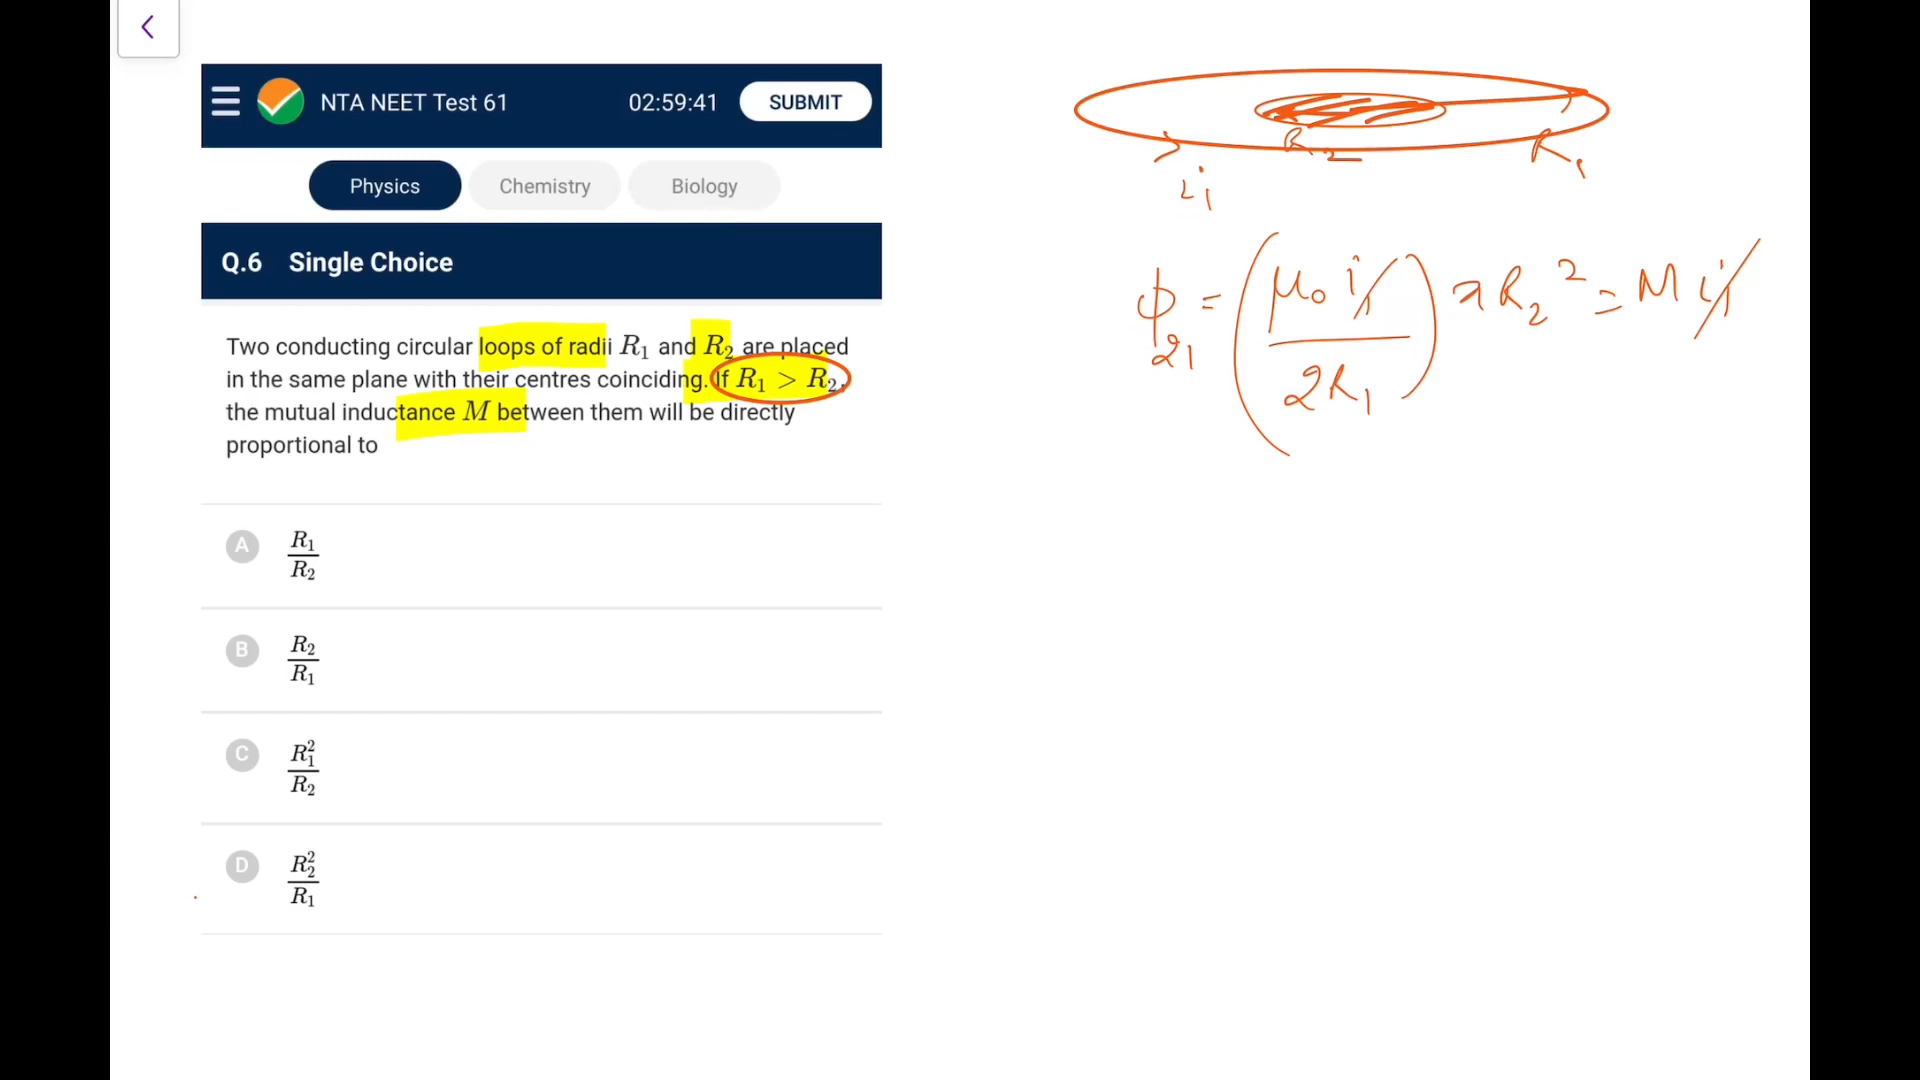 NTA NEET Test 61 02:59:41 SUBMIT
Physics Chemistry Biology
Q.6 Single Choice
Two conducting circular loops of radii R₁ and R₂ are placed
in the same plane with their centres coinciding. If R₁ > R₂,
the mutual inductance M between them will be directly
proportional to
A R₁/R₂
B R₂/R₁
C R₁²/R₂
D R₂²/R₁
R₂ R₁
i₁
ϕ₂₁ = (μ₀ i₁ / 2R₁) π R₂² = M i₁